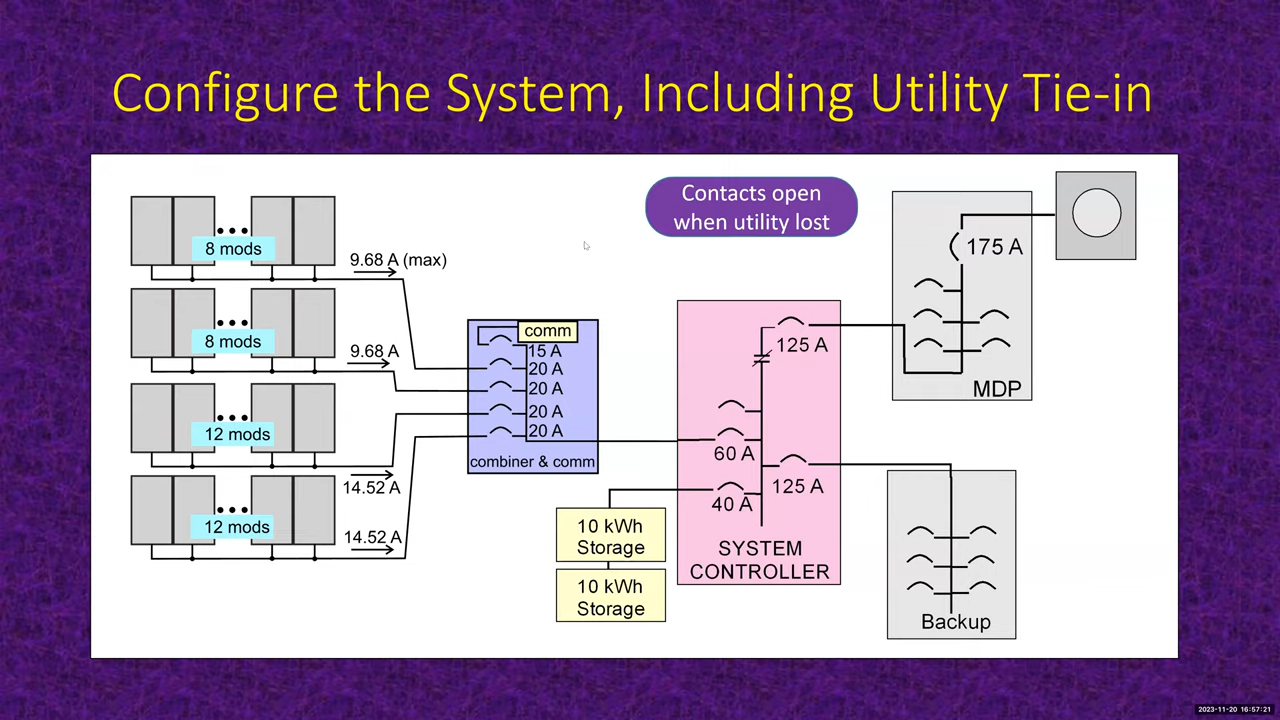 Configure the System, Including Utility Tie-in
Contacts open
when utility lost
8 mods
9.68 A (max)
8 mods
9.68 A
12 mods
14.52 A
12 mods
14.52 A
comm
15 A
20 A
20 A
20 A
20 A
combiner & comm
10 kWh
Storage
10 kWh
Storage
125 A
60 A
125 A
40 A
SYSTEM
CONTROLLER
175 A
MDP
Backup
2023-11-20 16:57:21